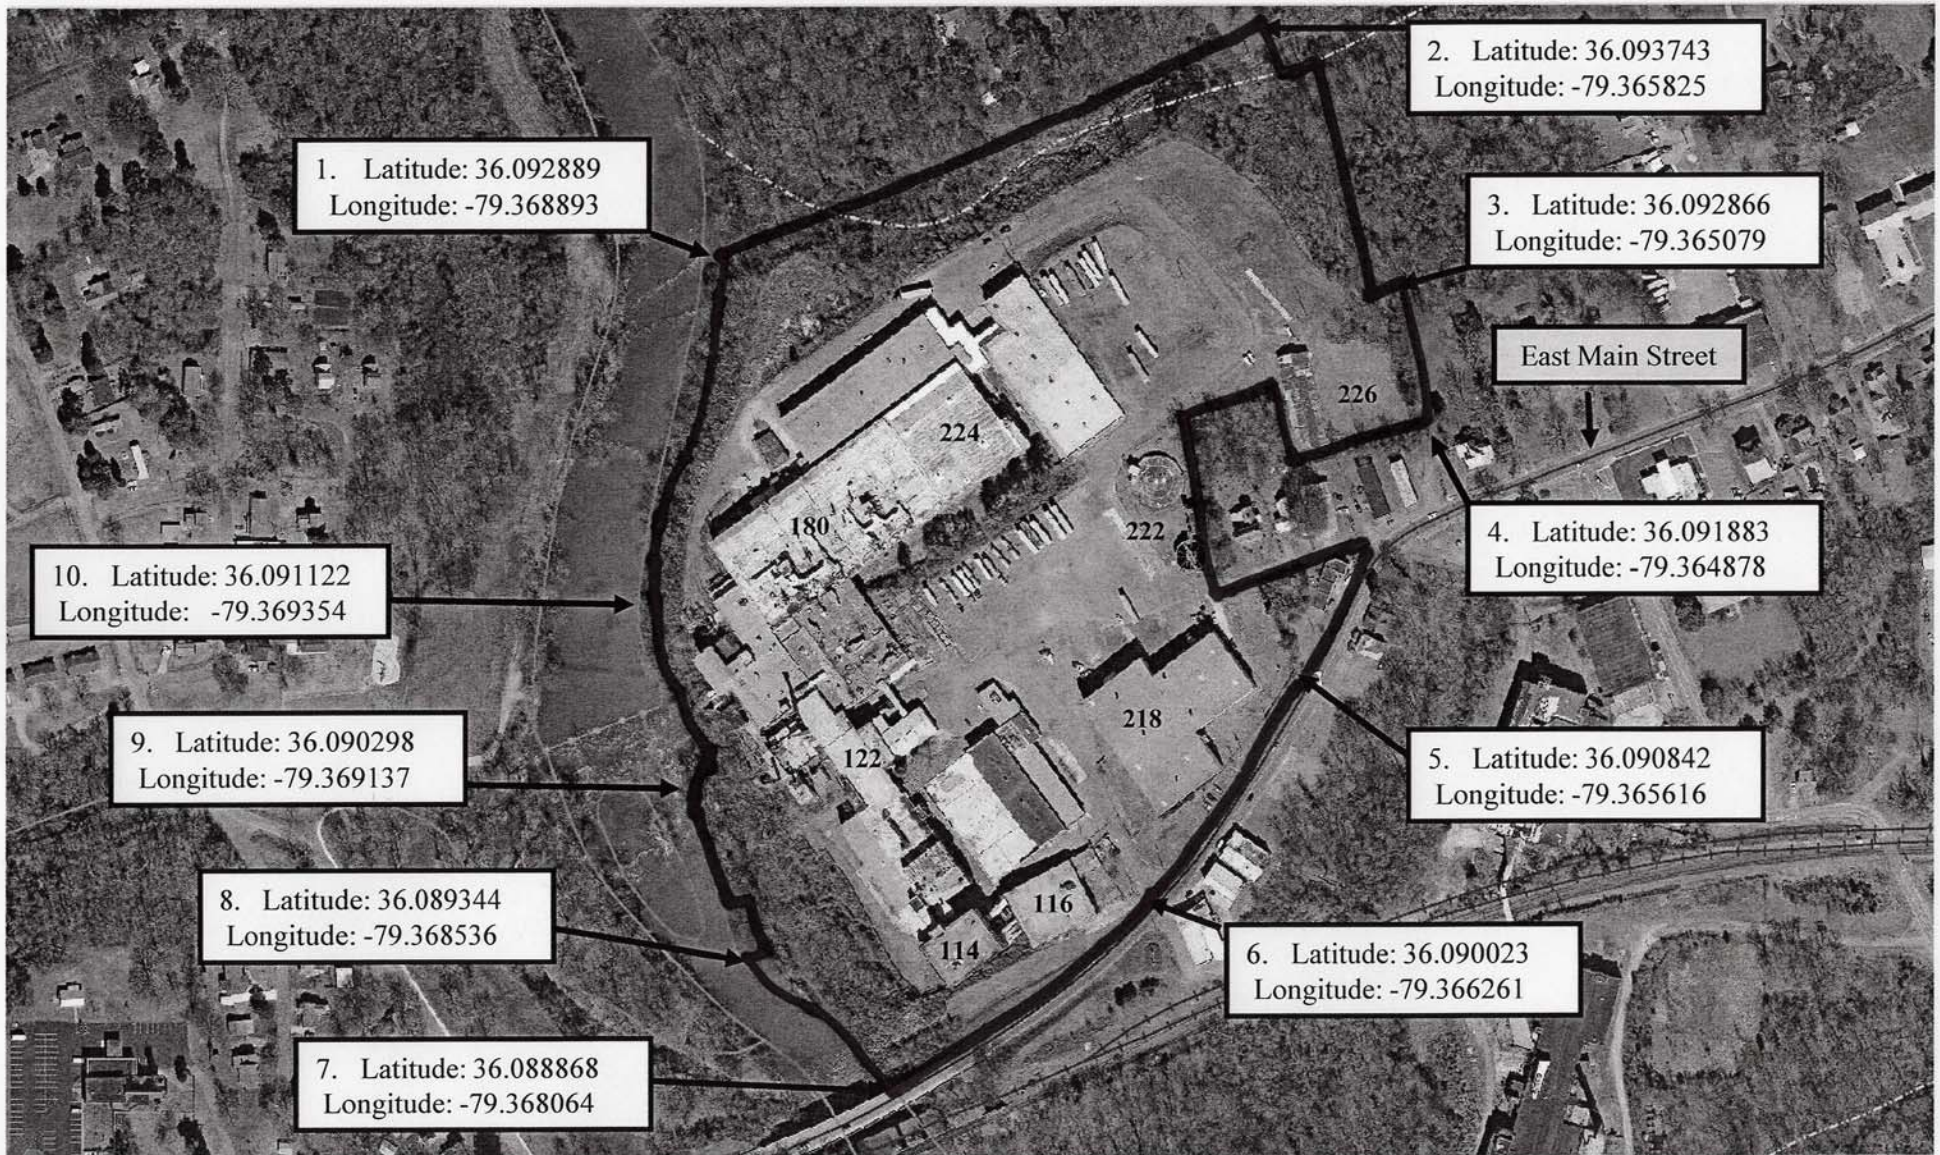 2. Latitude: 36.093743
Longitude: -79.365825
1. Latitude: 36.092889
Longitude: -79.368893
3. Latitude: 36.092866
Longitude: -79.365079
East Main Street
226
224
180
222
4. Latitude: 36.091883
Longitude: -79.364878
10. Latitude: 36.091122
Longitude: -79.369354
218
9. Latitude: 36.090298
Longitude: -79.369137
122
5. Latitude: 36.090842
Longitude: -79.365616
8. Latitude: 36.089344
Longitude: -79.368536
116
114
6. Latitude: 36.090023
Longitude: -79.366261
7. Latitude: 36.088868
Longitude: -79.368064